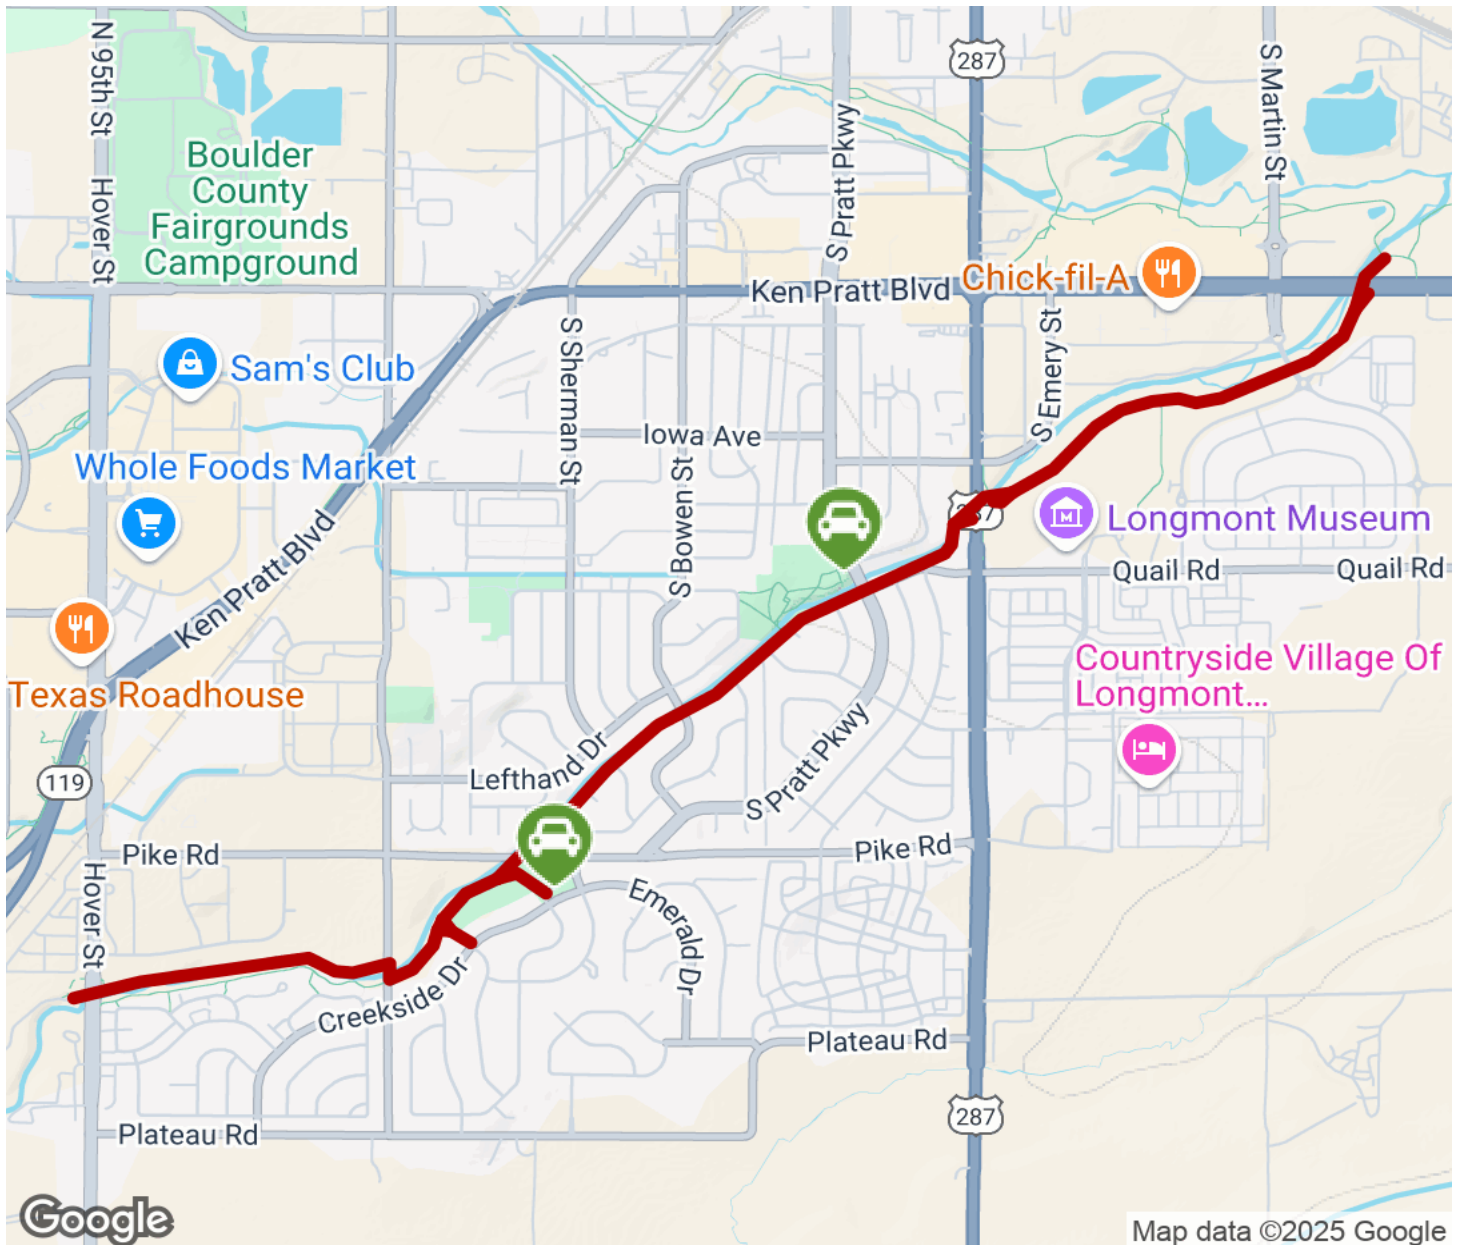 N 95th St
Hover St
287
S Pratt Pkwy
S Martin St
Boulder
County
Fairgrounds
Campground
Ken Pratt Blvd
Chick-fil-A
Sam's Club
S Sherman St
S Emery St
Iowa Ave
Whole Foods Market
S Bowen St
287
Longmont Museum
Ken Pratt Blvd
Quail Rd
Quail Rd
Texas Roadhouse
Countryside Village Of
Longmont...
119
Lefthand Dr
S Pratt Pkwy
Pike Rd
Pike Rd
Hover St
Emerald Dr
Creekside Dr
Plateau Rd
287
Plateau Rd
Google
Map data ©2025 Google